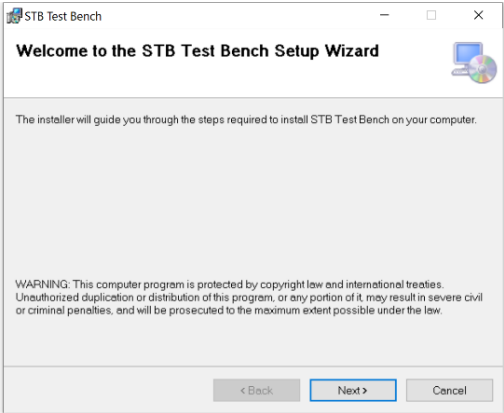 STB Test Bench
Welcome to the STB Test Bench Setup Wizard
The installer will guide you through the steps required to install STB Test Bench on your computer.
WARNING: This computer program is protected by copyright law and international treaties.
Unauthorized duplication or distribution of this program, or any portion of it, may result in severe civil
or criminal penalties, and will be prosecuted to the maximum extent possible under the law.
< Back
Next >
Cancel